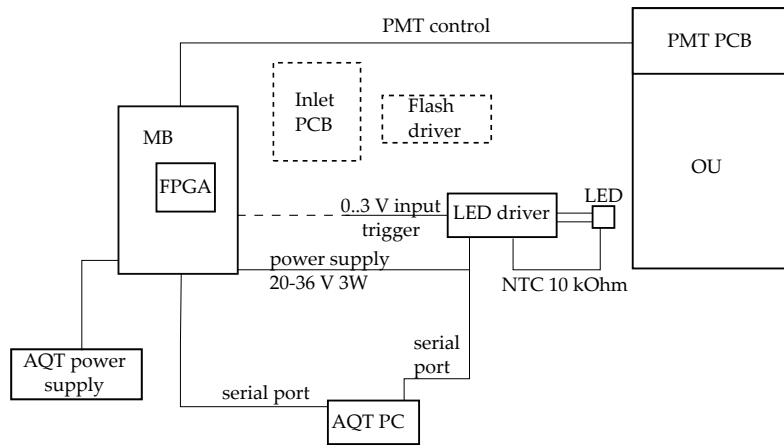 PMT control
PMT PCB
Inlet
PCB
Flash
driver
MB
FPGA
OU
LED
0..3 V input
trigger
LED driver
power supply
20-36 V 3W
NTC 10 kOhm
AQT power
supply
serial
port
serial port
AQT PC